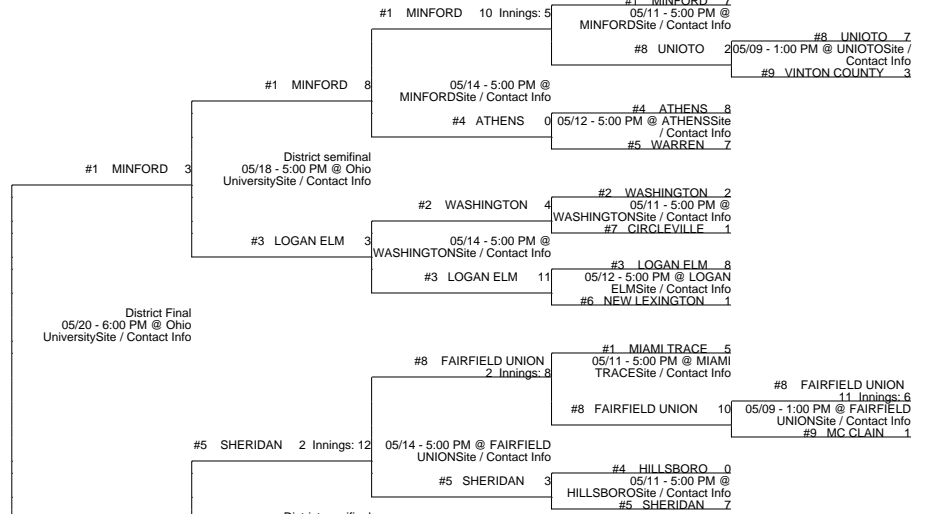 #1 MINFORD 7
05/11 - 5:00 PM @
MINFORDSite / Contact Info
#1 MINFORD 10 Innings: 5
#8 UNIOTO 2
#8 UNIOTO 7
05/09 - 1:00 PM @ UNIOTOSite /
Contact Info
#9 VINTON COUNTY 3
#1 MINFORD 8
05/14 - 5:00 PM @
MINFORDSite / Contact Info
#4 ATHENS 8
05/12 - 5:00 PM @ ATHENSSite
/ Contact Info
#5 WARREN 7
#4 ATHENS 0
District semifinal
05/18 - 5:00 PM @ Ohio
UniversitySite / Contact Info
#1 MINFORD 3
#2 WASHINGTON 2
05/11 - 5:00 PM @
WASHINGTONSite / Contact Info
#7 CIRCLEVILLE 1
#2 WASHINGTON 4
#3 LOGAN ELM 3
05/14 - 5:00 PM @
WASHINGTONSite / Contact Info
#3 LOGAN ELM 8
05/12 - 5:00 PM @ LOGAN
ELMSite / Contact Info
#6 NEW LEXINGTON 1
#3 LOGAN ELM 11
District Final
05/20 - 6:00 PM @ Ohio
UniversitySite / Contact Info
#1 MIAMI TRACE 5
05/11 - 5:00 PM @ MIAMI
TRACESite / Contact Info
#8 FAIRFIELD UNION
2 Innings: 8
#8 FAIRFIELD UNION
11 Innings: 6
#8 FAIRFIELD UNION 10
05/09 - 1:00 PM @ FAIRFIELD
UNIONSite / Contact Info
#9 MC CLAIN 1
#5 SHERIDAN 2 Innings: 12
05/14 - 5:00 PM @ FAIRFIELD
UNIONSite / Contact Info
#4 HILLSBORO 0
05/11 - 5:00 PM @
HILLSBOROSite / Contact Info
#5 SHERIDAN 7
#5 SHERIDAN 3
District semifinal